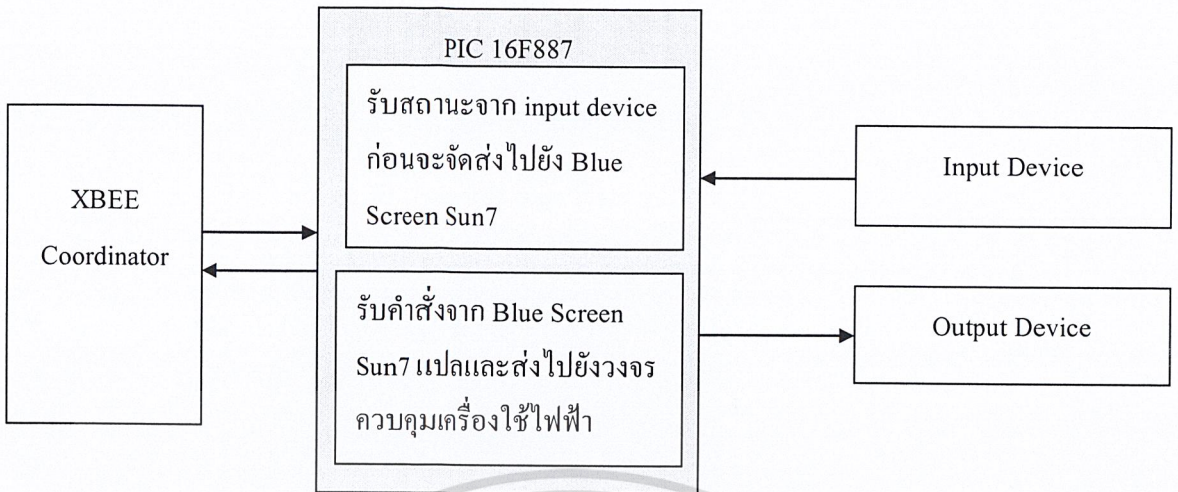 PIC 16F887
รับสถานะจาก input device
ก่อนจะจัดส่งไปยัง Blue
Screen Sun7
รับคำสั่งจาก Blue Screen
Sun7 แปลและส่งไปยังวงจร
ควบคุมเครื่องใช้ไฟฟ้า
XBEE
Coordinator
Input Device
Output Device